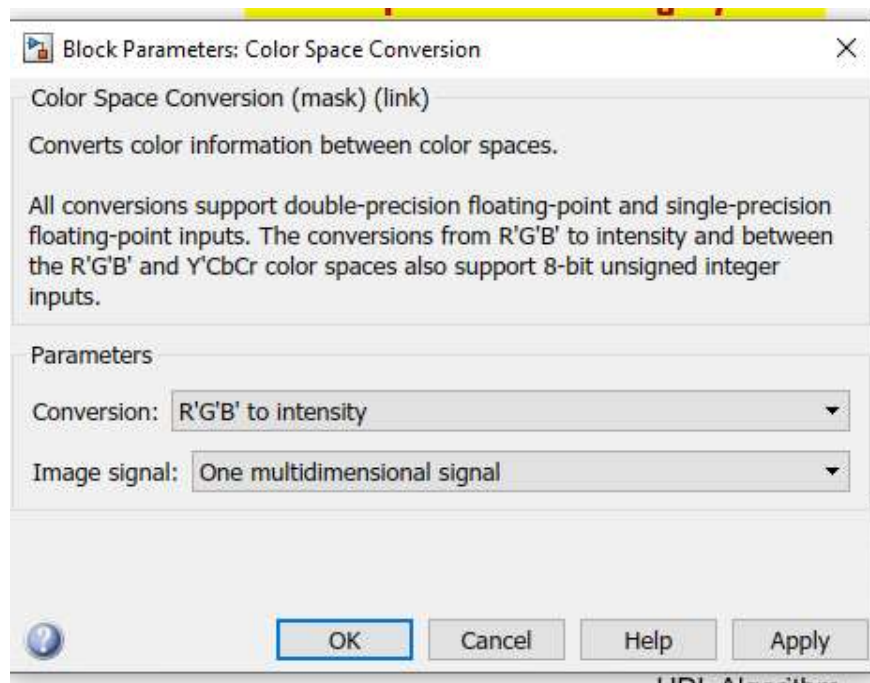 Block Parameters: Color Space Conversion
Color Space Conversion (mask) (link)
Converts color information between color spaces.
All conversions support double-precision floating-point and single-precision
floating-point inputs. The conversions from R'G'B' to intensity and between
the R'G'B' and Y'CbCr color spaces also support 8-bit unsigned integer
inputs.
Parameters
Conversion: R'G'B' to intensity
Image signal: One multidimensional signal
OK Cancel Help Apply